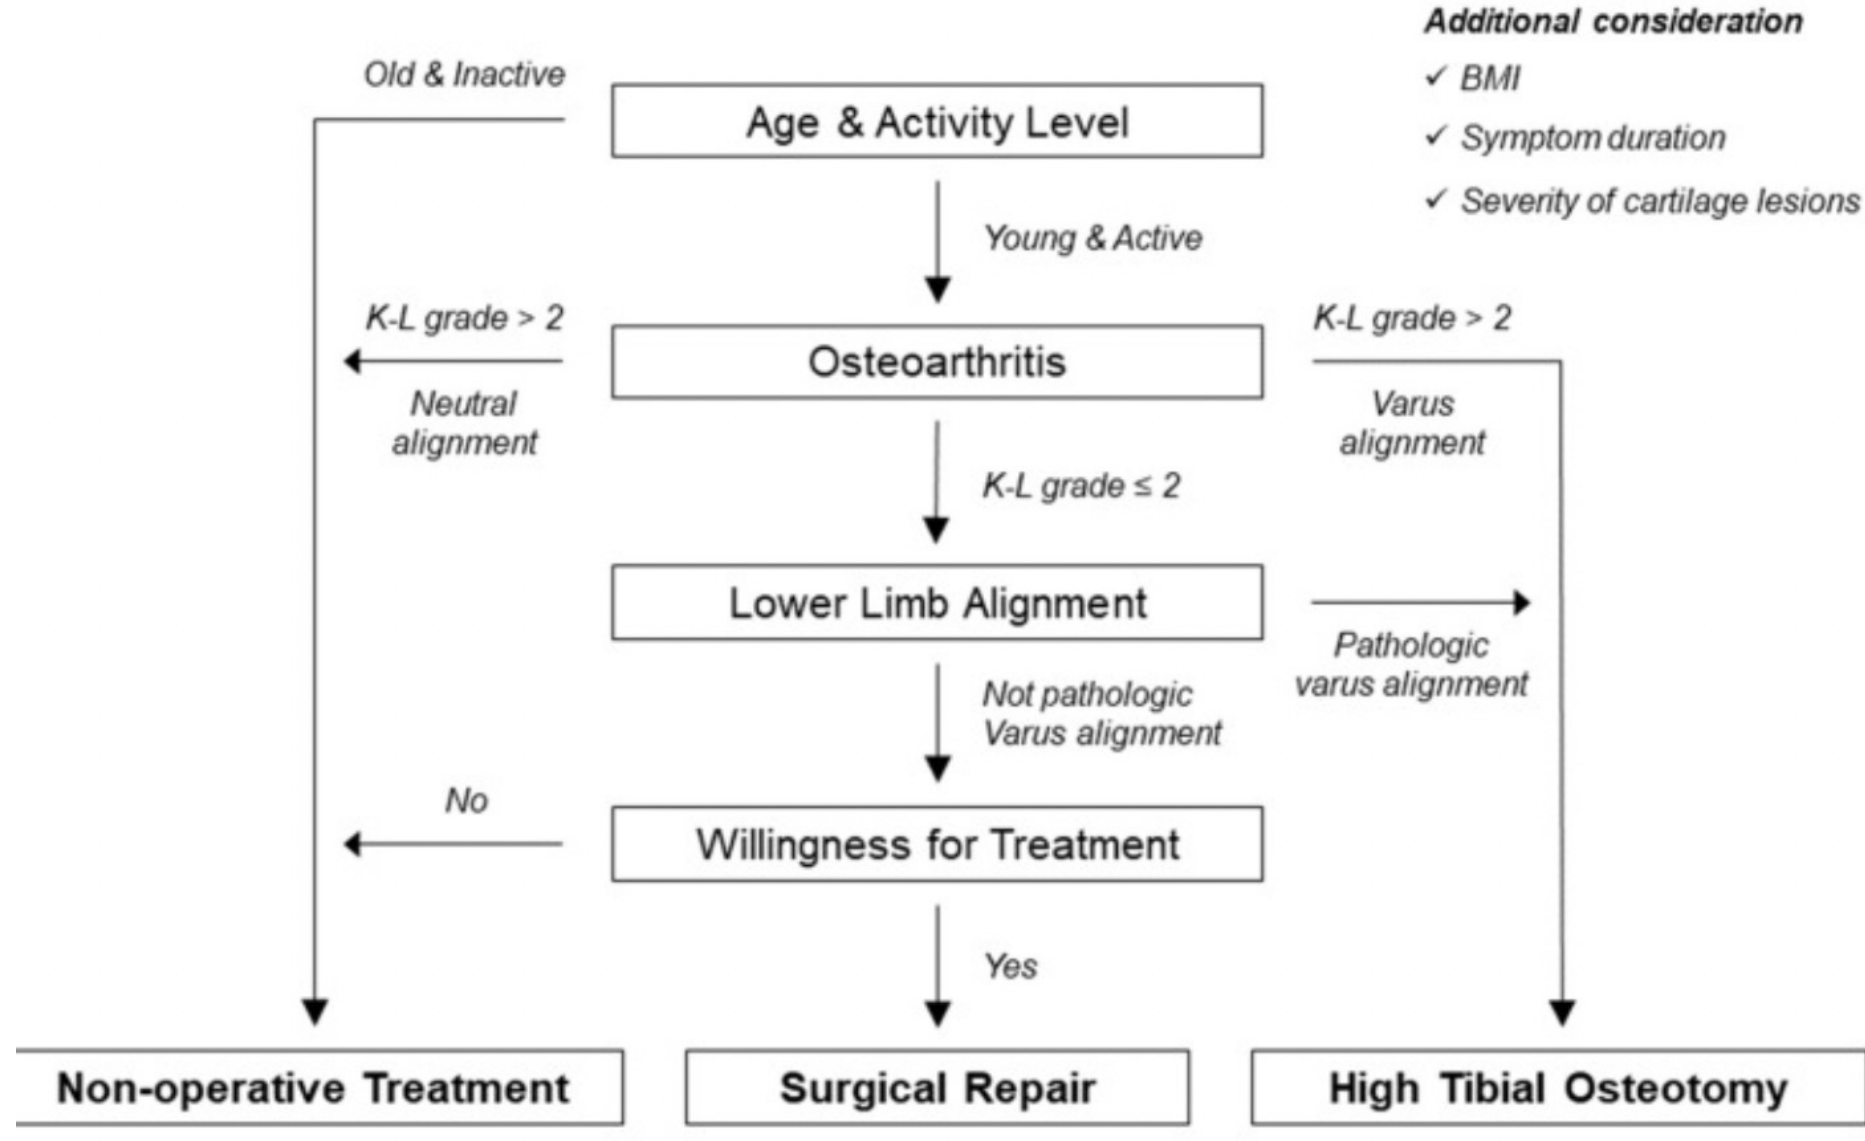 Additional consideration
✓ BMI
✓ Symptom duration
✓ Severity of cartilage lesions
Old & Inactive
Age & Activity Level
Young & Active
K-L grade > 2
Neutral
alignment
Osteoarthritis
K-L grade > 2
Varus
alignment
K-L grade ≤ 2
Lower Limb Alignment
Pathologic
varus alignment
Not pathologic
Varus alignment
No
Willingness for Treatment
Yes
Non-operative Treatment
Surgical Repair
High Tibial Osteotomy